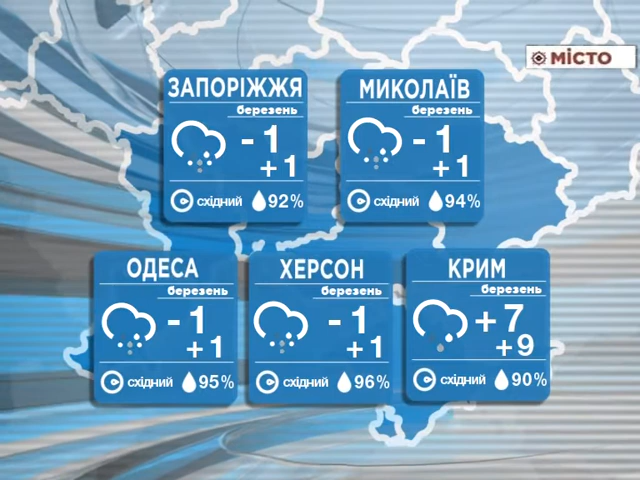 МІСТО
ЗАПОРІЖЖЯ
березень
- 1
+1
східний 92%
МИКОЛАЇВ
березень
- 1
+1
східний 94%
ОДЕСА
березень
- 1
+1
східний 95%
ХЕРСОН
березень
- 1
+1
східний 96%
КРИМ
березень
+7
+9
східний 90%